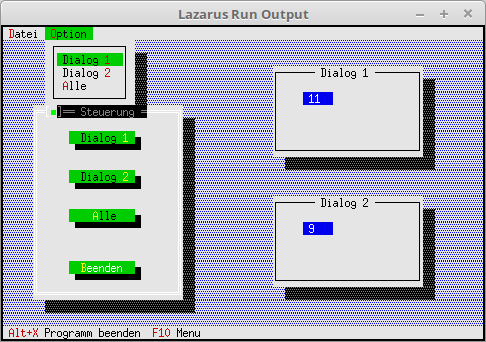 Lazarus Run Output
Datei Option
Dialog 1
Dialog 2
Alle
Steuerung
Dialog 1
Dialog 2
Alle
Beenden
Dialog 1
11
Dialog 2
9
Alt+X Programm beenden F10 Menu